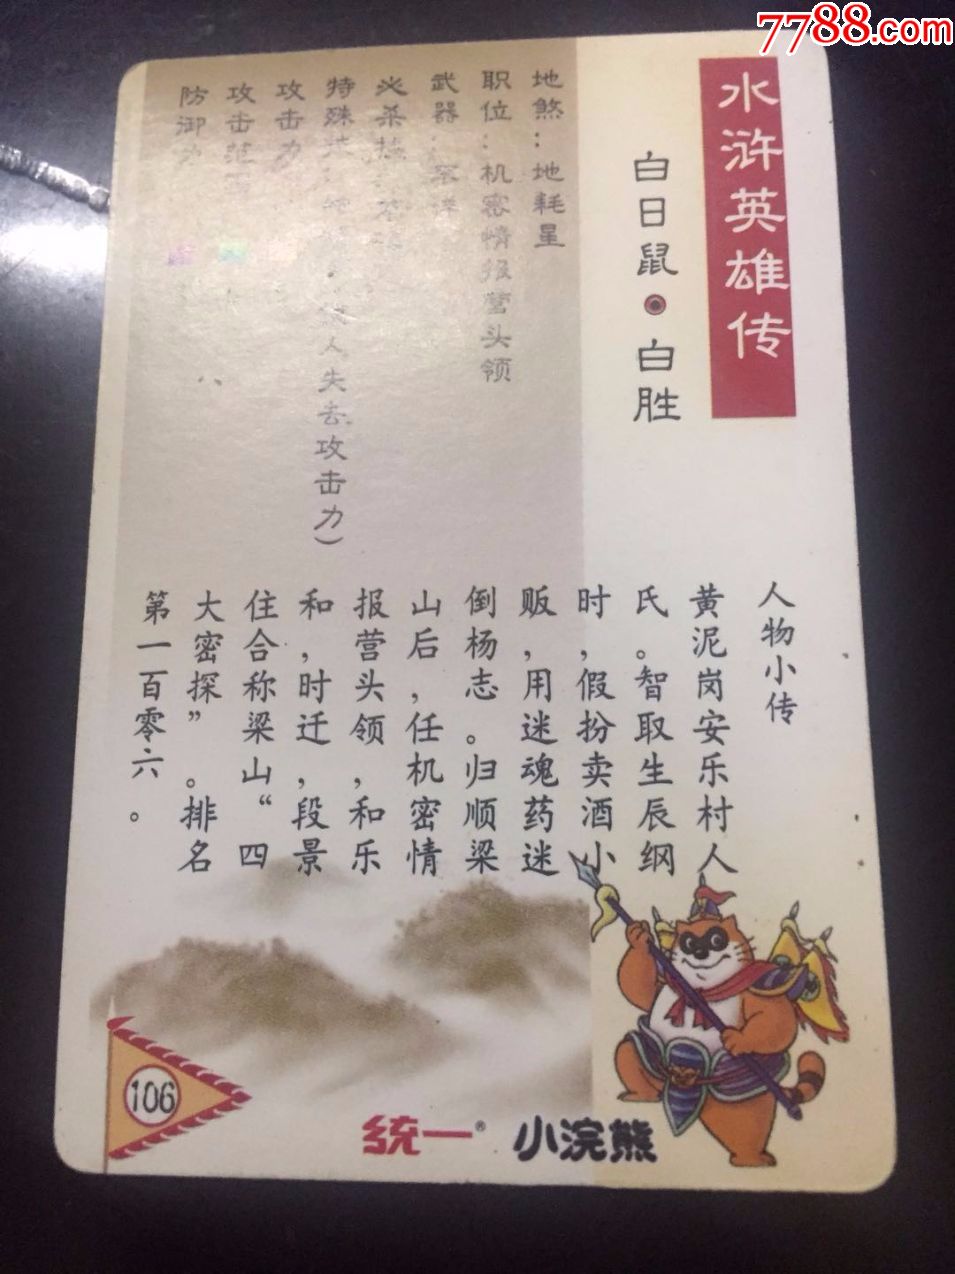 7788.com
水浒英雄传
白日鼠·白胜
地煞：地耗星
职位：机密情报营头领
武器：
必杀技：
特殊技：人失去攻击力）
攻击力
攻击范
防御力
八
人物小传
黄泥岗安乐村人
氏。智取生辰纲
时，假扮卖酒小
贩，用迷魂药迷
倒杨志。归顺梁
山后，任机密情
报营头领，和乐
和，时迁，段景
住合称梁山“四
大密探”。排名
第一百零六。
106
统一® 小浣熊